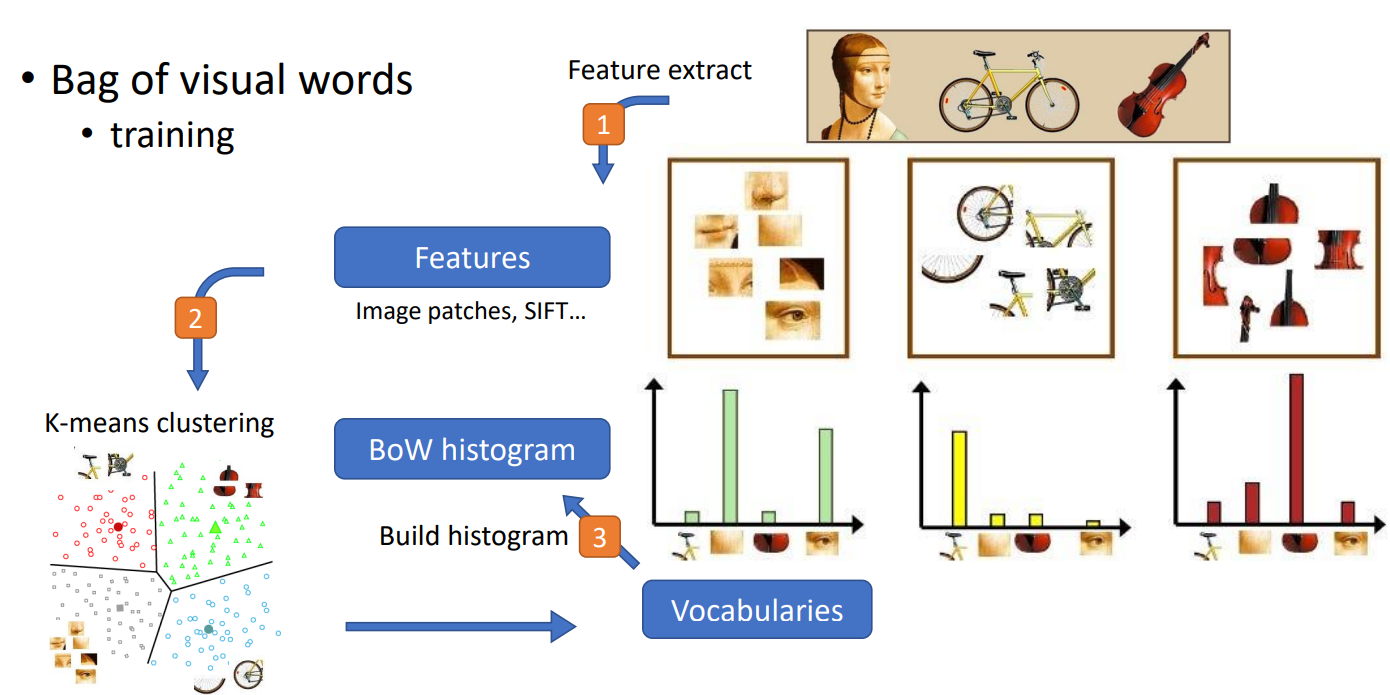 • Bag of visual words
• training
Feature extract
1
Features
Image patches, SIFT...
2
K-means clustering
BoW histogram
Build histogram
3
Vocabularies